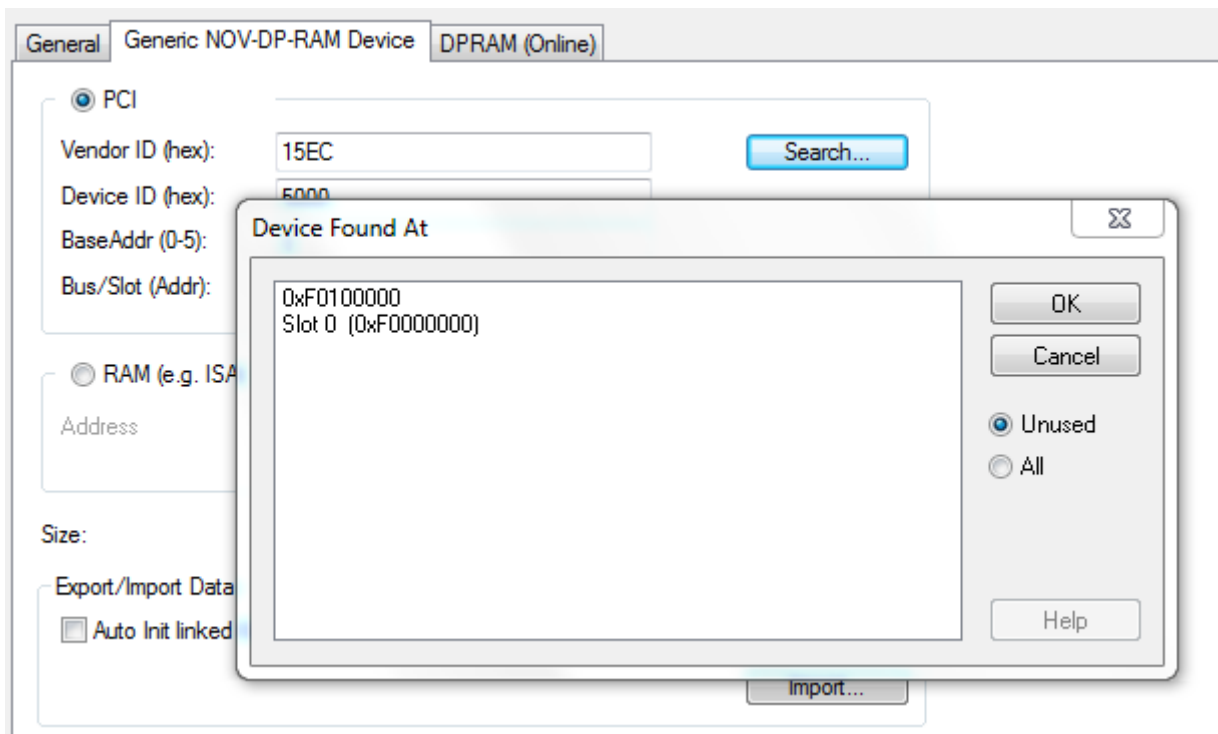 General Generic NOV-DP-RAM Device DPRAM (Online)
PCI
Vendor ID (hex): 15EC Search...
Device ID (hex): 5000
BaseAddr (0-5):
Bus/Slot (Addr):
Device Found At
0xF0100000
Slot 0 (0xF0000000)
OK
Cancel
Unused
All
Help
RAM (e.g. ISA
Address
Size:
Export/Import Data
Auto Init linked
Import...